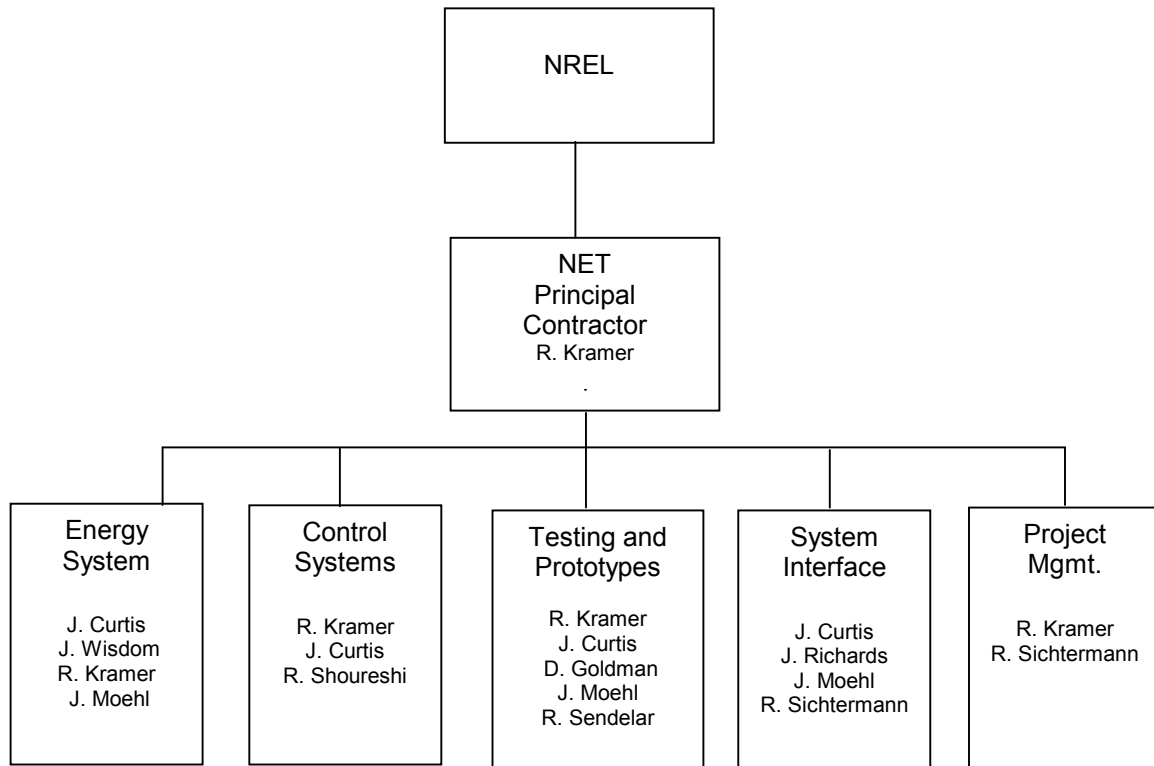 NREL
NET
Principal
Contractor
R. Kramer
.
Energy
System
J. Curtis
J. Wisdom
R. Kramer
J. Moehl
Control
Systems
R. Kramer
J. Curtis
R. Shoureshi
Testing and
Prototypes
R. Kramer
J. Curtis
D. Goldman
J. Moehl
R. Sendelar
System
Interface
J. Curtis
J. Richards
J. Moehl
R. Sichtermann
Project
Mgmt.
R. Kramer
R. Sichtermann